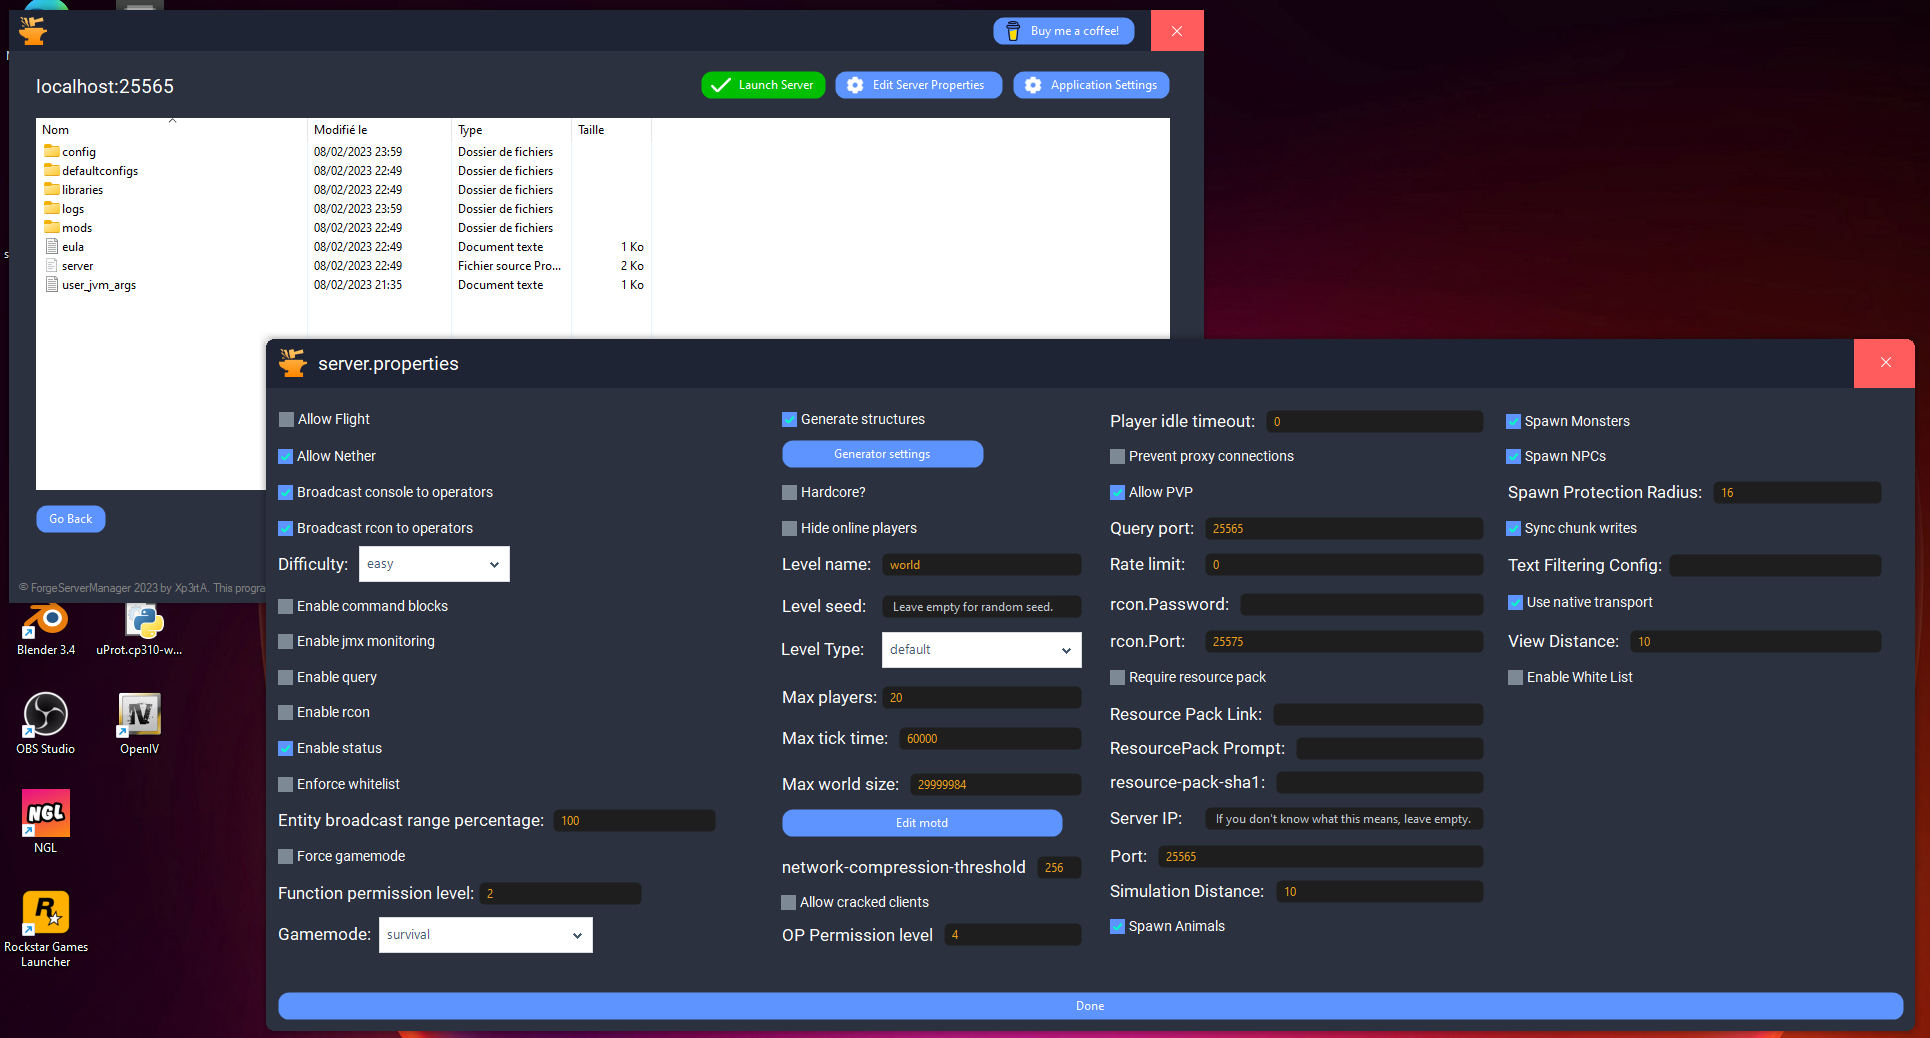 Buy me a coffee!
localhost:25565
Launch Server
Edit Server Properties
Application Settings
Nom Modifié le Type Taille
config 08/02/2023 23:59 Dossier de fichiers
defaultconfigs 08/02/2023 22:49 Dossier de fichiers
libraries 08/02/2023 22:49 Dossier de fichiers
logs 08/02/2023 23:59 Dossier de fichiers
mods 08/02/2023 22:49 Dossier de fichiers
eula 08/02/2023 22:49 Document texte 1 Ko
server 08/02/2023 22:49 Fichier source Pro... 2 Ko
user_jvm_args 08/02/2023 21:35 Document texte 1 Ko
Go Back
© ForgeServerManager 2023 by Xp3rtA. This progra
server.properties
Allow Flight
Allow Nether
Broadcast console to operators
Broadcast rcon to operators
Difficulty: easy
Enable command blocks
Enable jmx monitoring
Enable query
Enable rcon
Enable status
Enforce whitelist
Entity broadcast range percentage: 100
Force gamemode
Function permission level: 2
Gamemode: survival
Generate structures
Generator settings
Hardcore?
Hide online players
Level name: world
Level seed: Leave empty for random seed.
Level Type: default
Max players: 20
Max tick time: 60000
Max world size: 29999984
Edit motd
network-compression-threshold 256
Allow cracked clients
OP Permission level 4
Player idle timeout: 0
Prevent proxy connections
Allow PVP
Query port: 25565
Rate limit: 0
rcon.Password:
rcon.Port: 25575
Require resource pack
Resource Pack Link:
ResourcePack Prompt:
resource-pack-sha1:
Server IP: If you don't know what this means, leave empty.
Port: 25565
Simulation Distance: 10
Spawn Animals
Spawn Monsters
Spawn NPCs
Spawn Protection Radius: 16
Sync chunk writes
Text Filtering Config:
Use native transport
View Distance: 10
Enable White List
Done
Blender 3.4
uProt.cp310-w...
OBS Studio
IV
OpenIV
NGL
NGL
R
Rockstar Games
Launcher